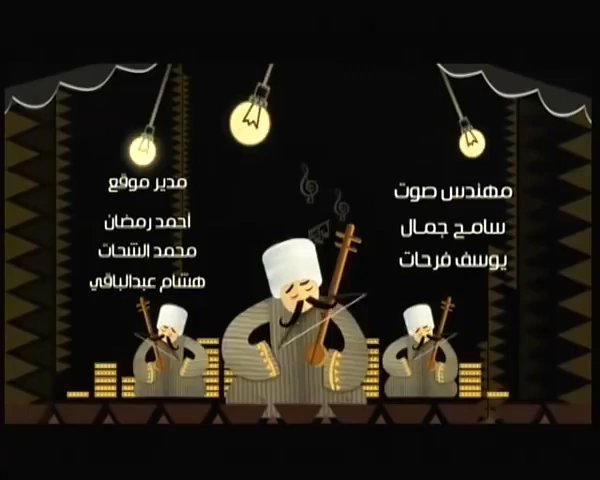 مهندس صوت
سامح جمال
يوسف فرحات
مدير موقع
أحمد رمضان
محمد الشحات
هشام عبدالباقي